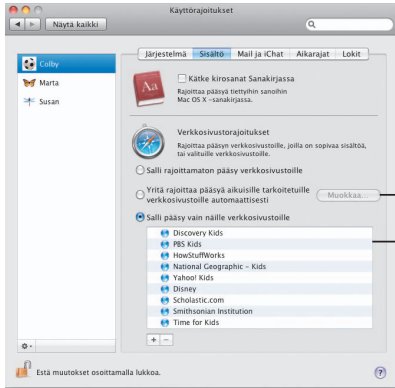 Käyttörajoitukset
Näytä kaikki
Järjestelmä Sisältö Mail ja iChat Aikarajat Lokit
Colby
Marta
Susan
Aa
Kätke kirosanat Sanakirjassa
Rajoittaa pääsyä tiettyihin sanoihin
Mac OS X -sanakirjassa.
Verkkosivustorajoitukset
Rajoittaa pääsyn verkkosivustoille, joilla on sopivaa sisältöä,
tai valituille verkkosivustoille.
Salli rajoittamaton pääsy verkkosivustoille
Yritä rajoittaa pääsyä aikuisille tarkoitetuille
verkkosivustoille automaattisesti
Muokkaa...
Salli pääsy vain näille verkkosivustoille
Discovery Kids
PBS Kids
HowStuffWorks
National Geographic - Kids
Yahoo! Kids
Disney
Scholastic.com
Smithsonian Institution
Time for Kids
+ −
Estä muutokset osoittamalla lukkoa.
?